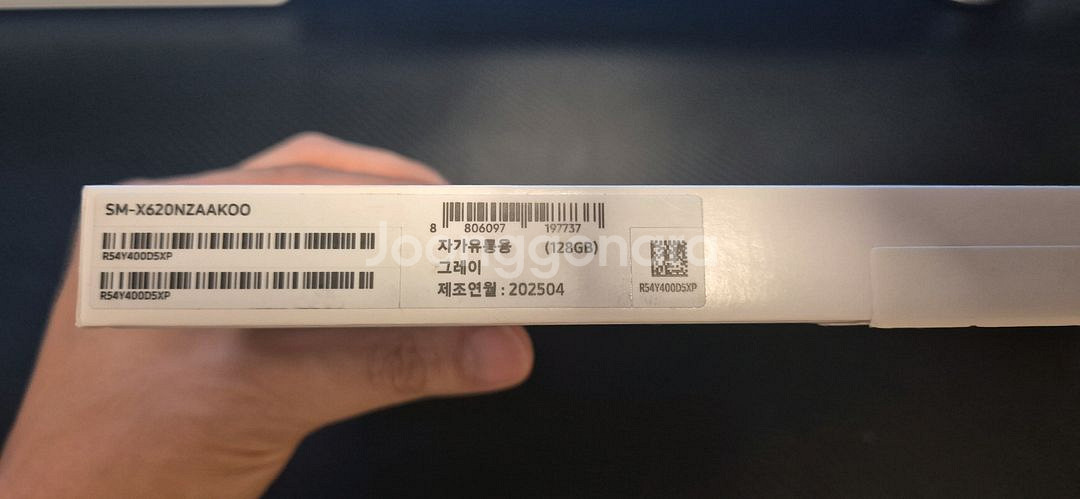 SM-X620NZAAKOO
R54Y400D5XP
R54Y400D5XP
8 806097 197737
자가유통용 (128GB)
그레이
제조연월 : 202504
R54Y400D5XP
Joonggonara